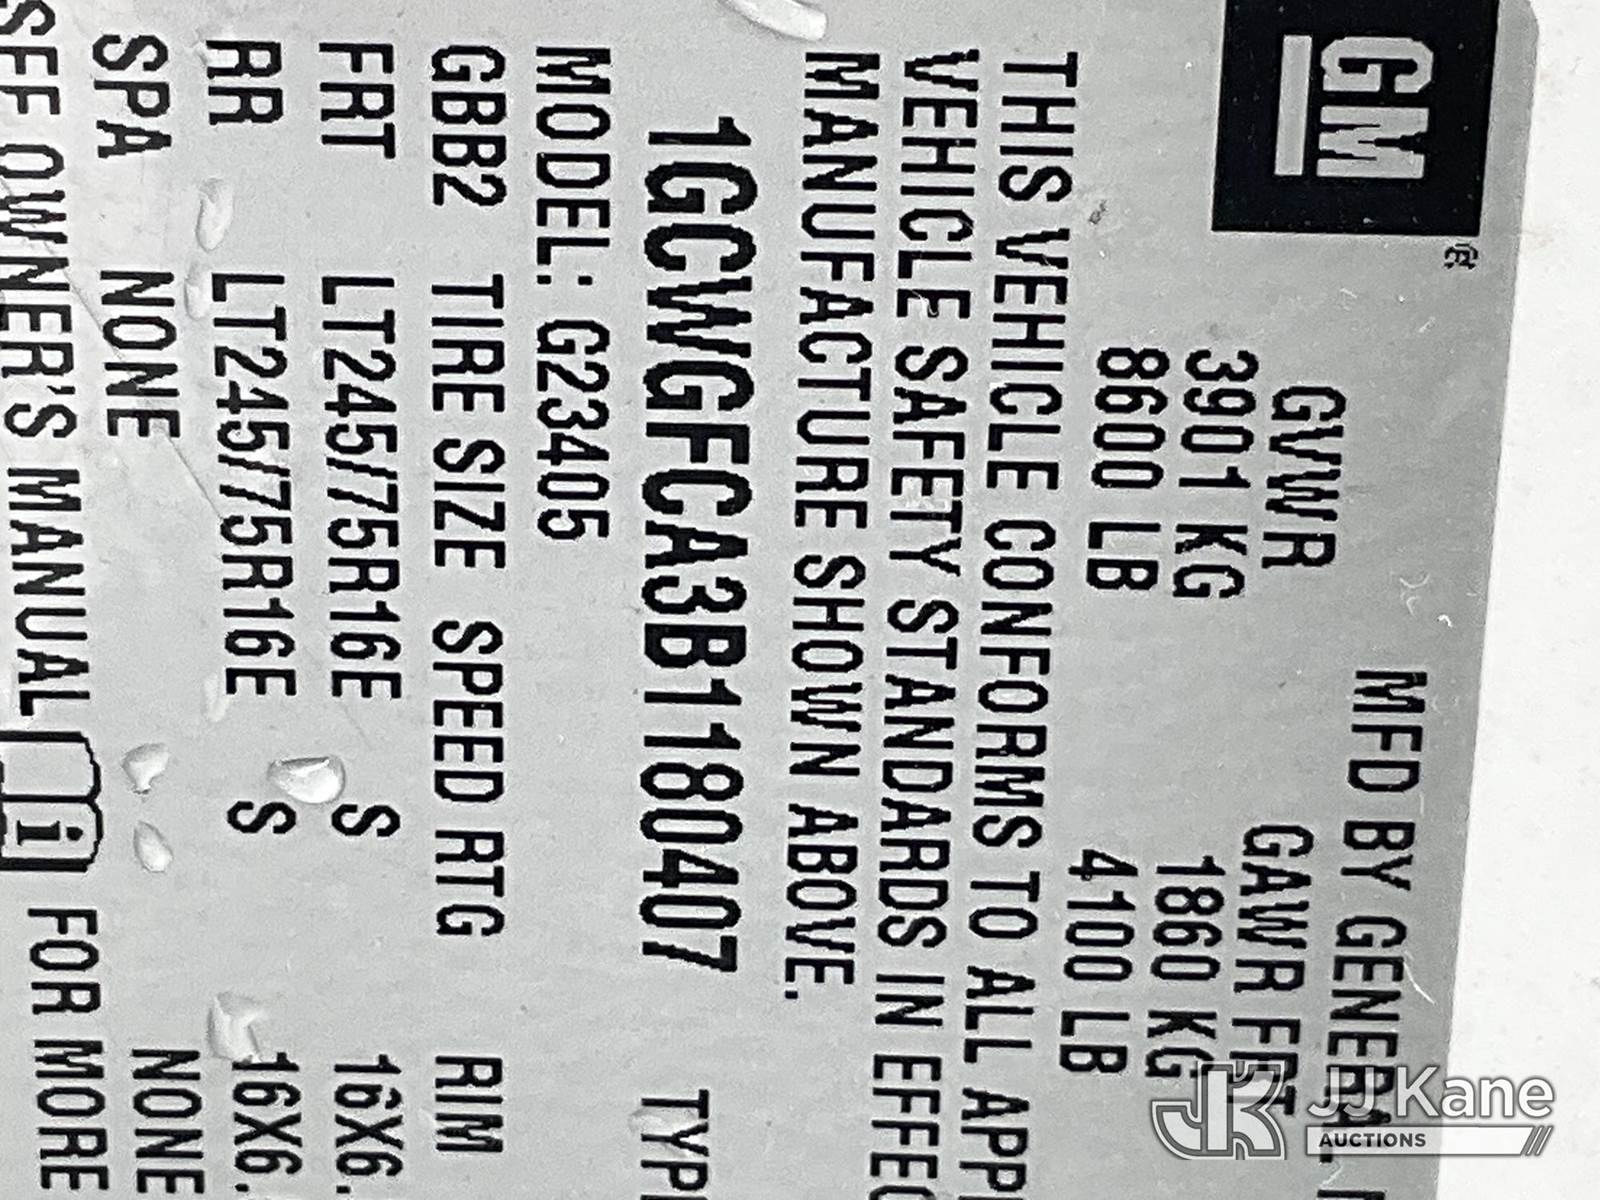 GM
MFD BY GENERAL
GVWR GAWR FRT
3901 KG 1860 KG
8600 LB 4100 LB
THIS VEHICLE CONFORMS TO ALL APP
VEHICLE SAFETY STANDARDS IN EFFEC
MANUFACTURE SHOWN ABOVE.
1GCWGFCA3B1180407 TYP
MODEL: G23405
GBB2 TIRE SIZE SPEED RTG RIM
FRT LT245/75R16E S 16X6.
RR LT245/75R16E S 16X6.
SPA NONE NONE
SEE OWNER'S MANUAL i FOR MORE
JJ Kane
AUCTIONS